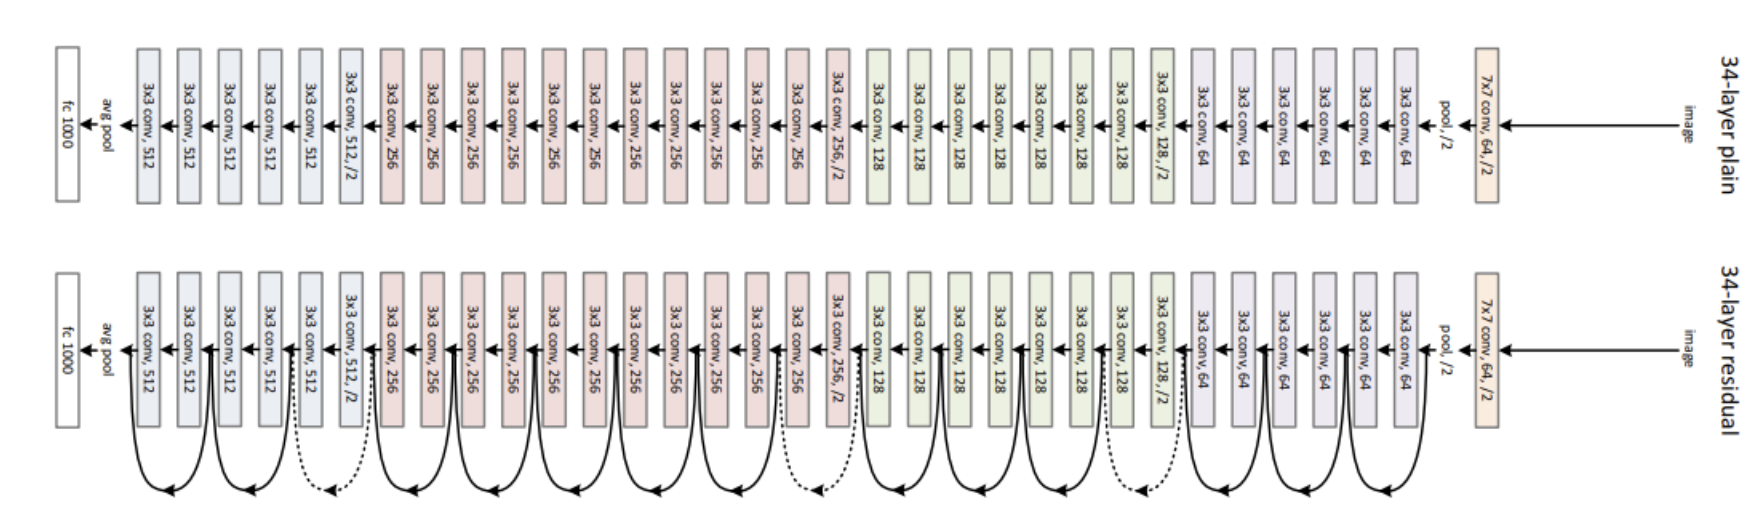 34-layer plain
image
7x7 conv, 64, /2
pool, /2
3x3 conv, 64
3x3 conv, 64
3x3 conv, 64
3x3 conv, 64
3x3 conv, 64
3x3 conv, 64
3x3 conv, 128, /2
3x3 conv, 128
3x3 conv, 128
3x3 conv, 128
3x3 conv, 128
3x3 conv, 128
3x3 conv, 128
3x3 conv, 128
3x3 conv, 256, /2
3x3 conv, 256
3x3 conv, 256
3x3 conv, 256
3x3 conv, 256
3x3 conv, 256
3x3 conv, 256
3x3 conv, 256
3x3 conv, 256
3x3 conv, 256
3x3 conv, 256
3x3 conv, 256
3x3 conv, 512, /2
3x3 conv, 512
3x3 conv, 512
3x3 conv, 512
3x3 conv, 512
3x3 conv, 512
avg pool
fc 1000
34-layer residual
image
7x7 conv, 64, /2
pool, /2
3x3 conv, 64
3x3 conv, 64
3x3 conv, 64
3x3 conv, 64
3x3 conv, 64
3x3 conv, 64
3x3 conv, 128, /2
3x3 conv, 128
3x3 conv, 128
3x3 conv, 128
3x3 conv, 128
3x3 conv, 128
3x3 conv, 128
3x3 conv, 128
3x3 conv, 256, /2
3x3 conv, 256
3x3 conv, 256
3x3 conv, 256
3x3 conv, 256
3x3 conv, 256
3x3 conv, 256
3x3 conv, 256
3x3 conv, 256
3x3 conv, 256
3x3 conv, 256
3x3 conv, 256
3x3 conv, 512, /2
3x3 conv, 512
3x3 conv, 512
3x3 conv, 512
3x3 conv, 512
3x3 conv, 512
avg pool
fc 1000